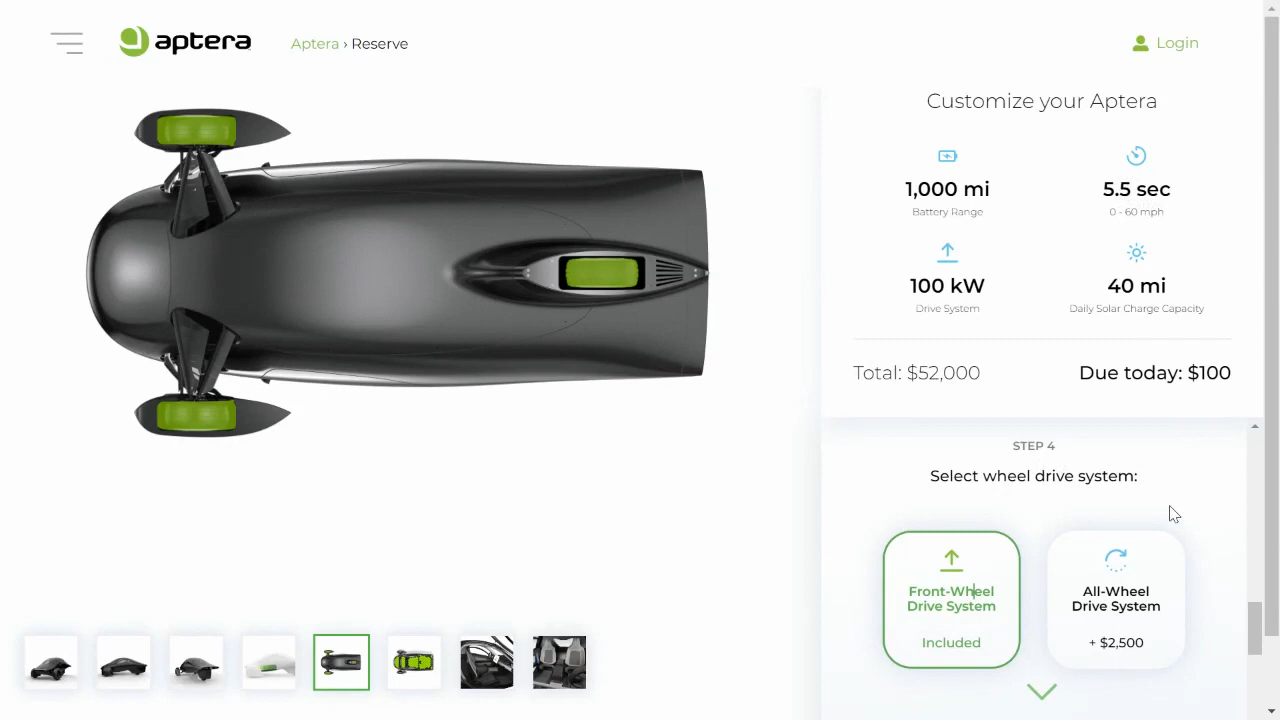 aptera
Aptera › Reserve
Login
Customize your Aptera
1,000 mi
Battery Range
5.5 sec
0 - 60 mph
100 kW
Drive System
40 mi
Daily Solar Charge Capacity
Total: $52,000
Due today: $100
STEP 4
Select wheel drive system:
Front-Wheel
Drive System
Included
All-Wheel
Drive System
+ $2,500